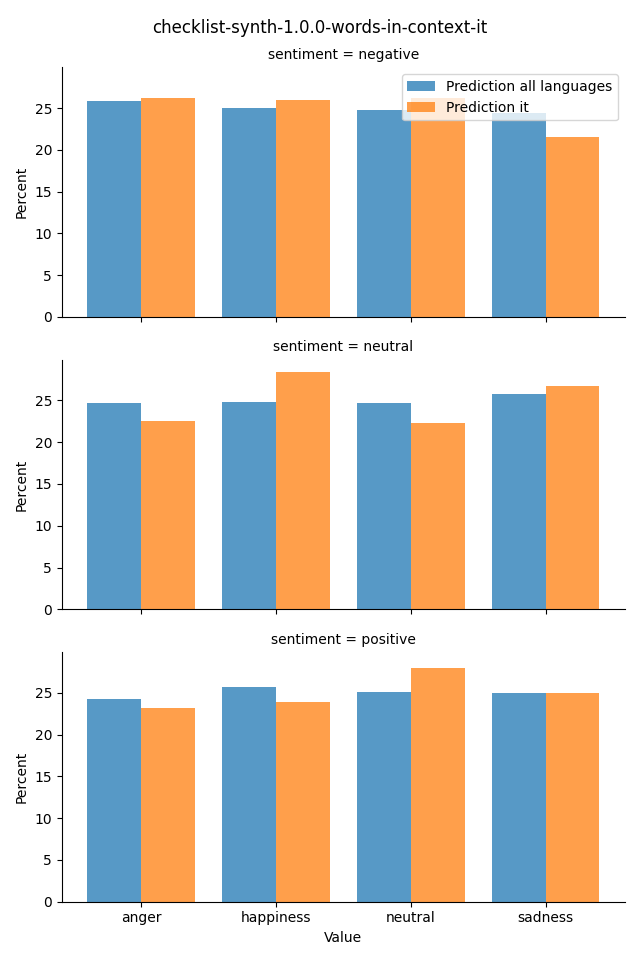 checklist-synth-1.0.0-words-in-context-it
sentiment = negative
Prediction all languages
Prediction it
25
20
15
10
5
0
Percent
sentiment = neutral
25
20
15
10
5
0
Percent
sentiment = positive
25
20
15
10
5
0
Percent
anger happiness neutral sadness
Value